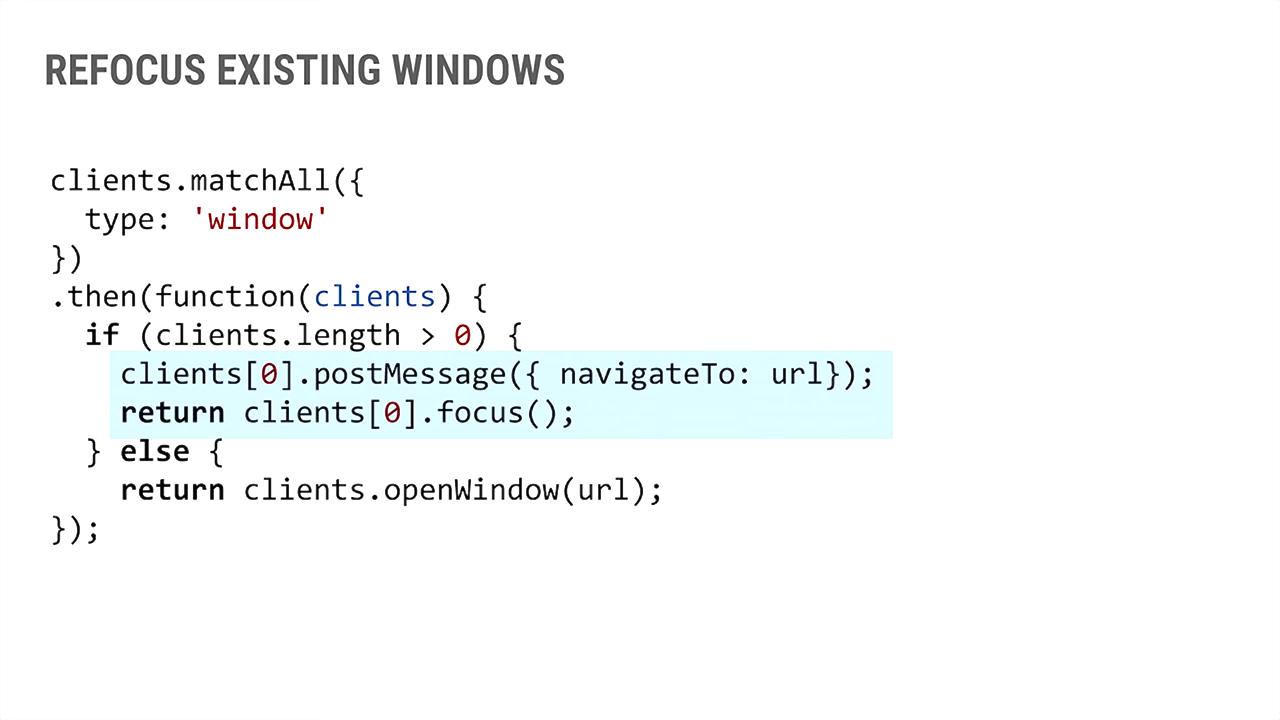 REFOCUS EXISTING WINDOWS
clients.matchAll({
  type: 'window'
})
.then(function(clients) {
  if (clients.length > 0) {
    clients[0].postMessage({ navigateTo: url});
    return clients[0].focus();
  } else {
    return clients.openWindow(url);
});